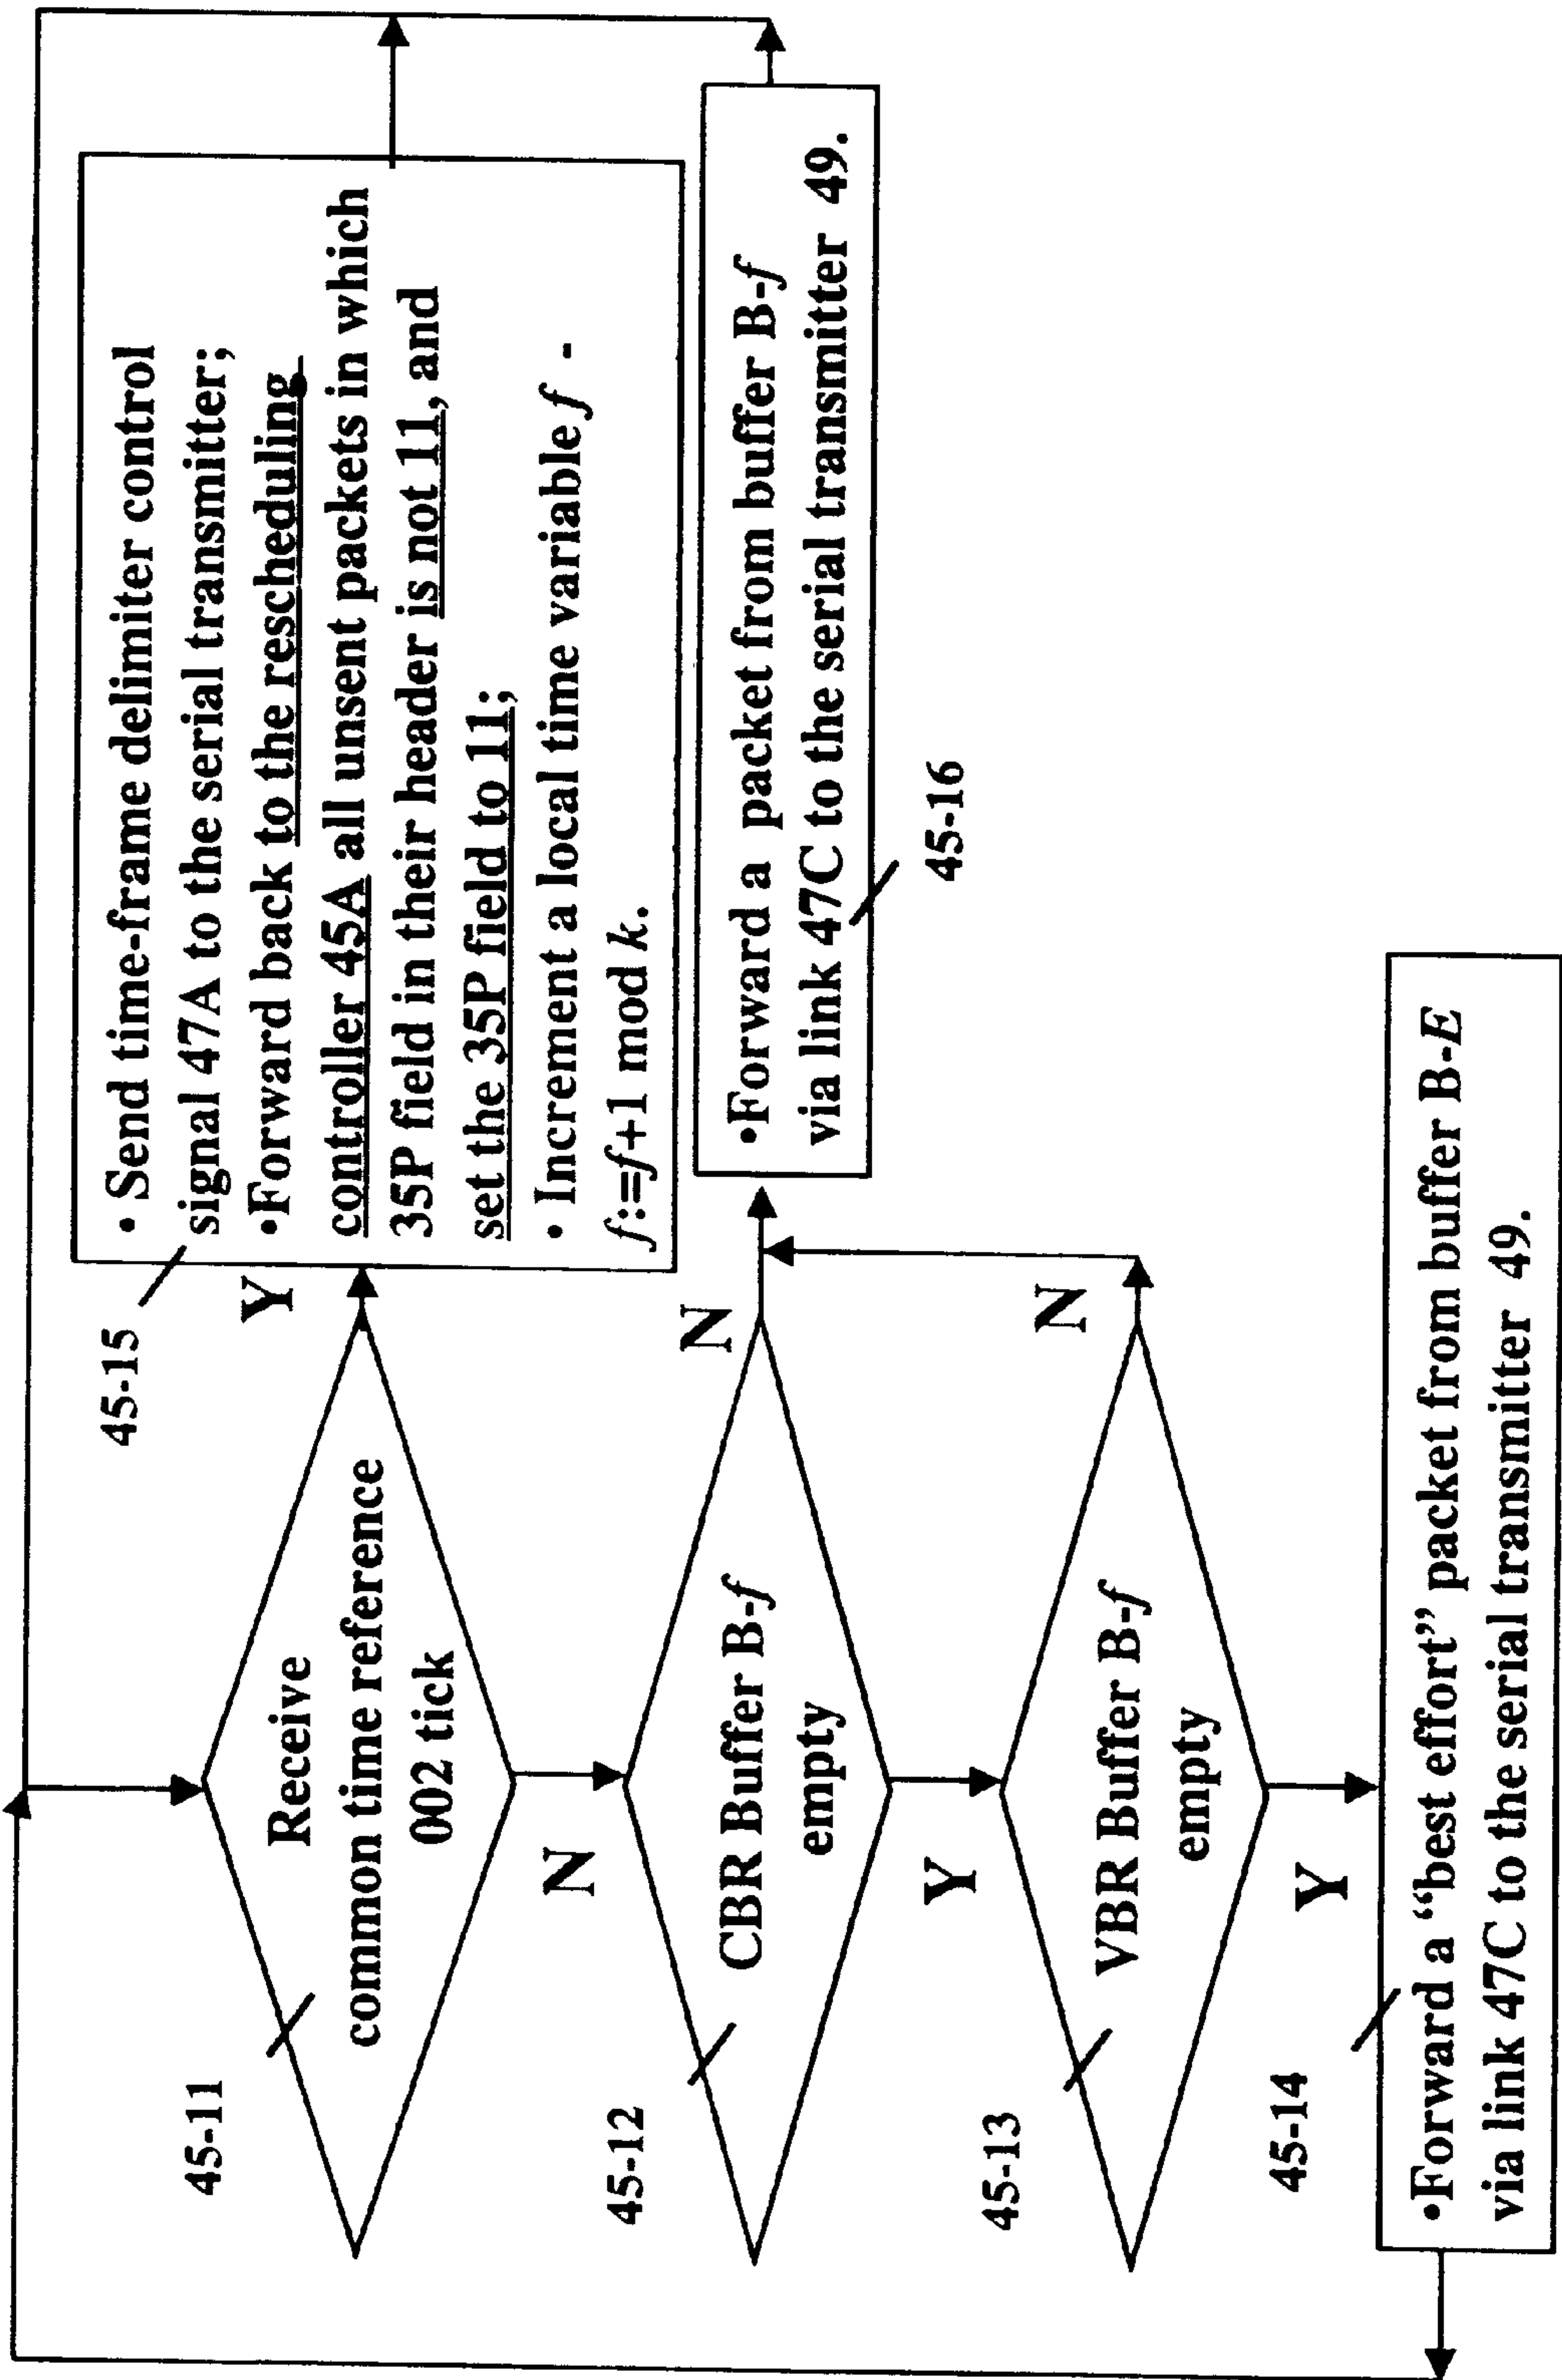 45-11
Receive
common time reference
002 tick
Y
N
45-15
• Send time-frame delimiter control
signal 47A to the serial transmitter;
•Forward back to the rescheduling
controller 45A all unsent packets in which
35P field in their header is not 11, and
set the 35P field to 11;
• Increment a local time variable f -
f:=f+1 mod k.
45-12
CBR Buffer B-f
empty
N
Y
•Forward a packet from buffer B-f
via link 47C to the serial transmitter 49.
45-16
45-13
VBR Buffer B-f
empty
N
Y
45-14
•Forward a “best effort” packet from buffer B-E
via link 47C to the serial transmitter 49.